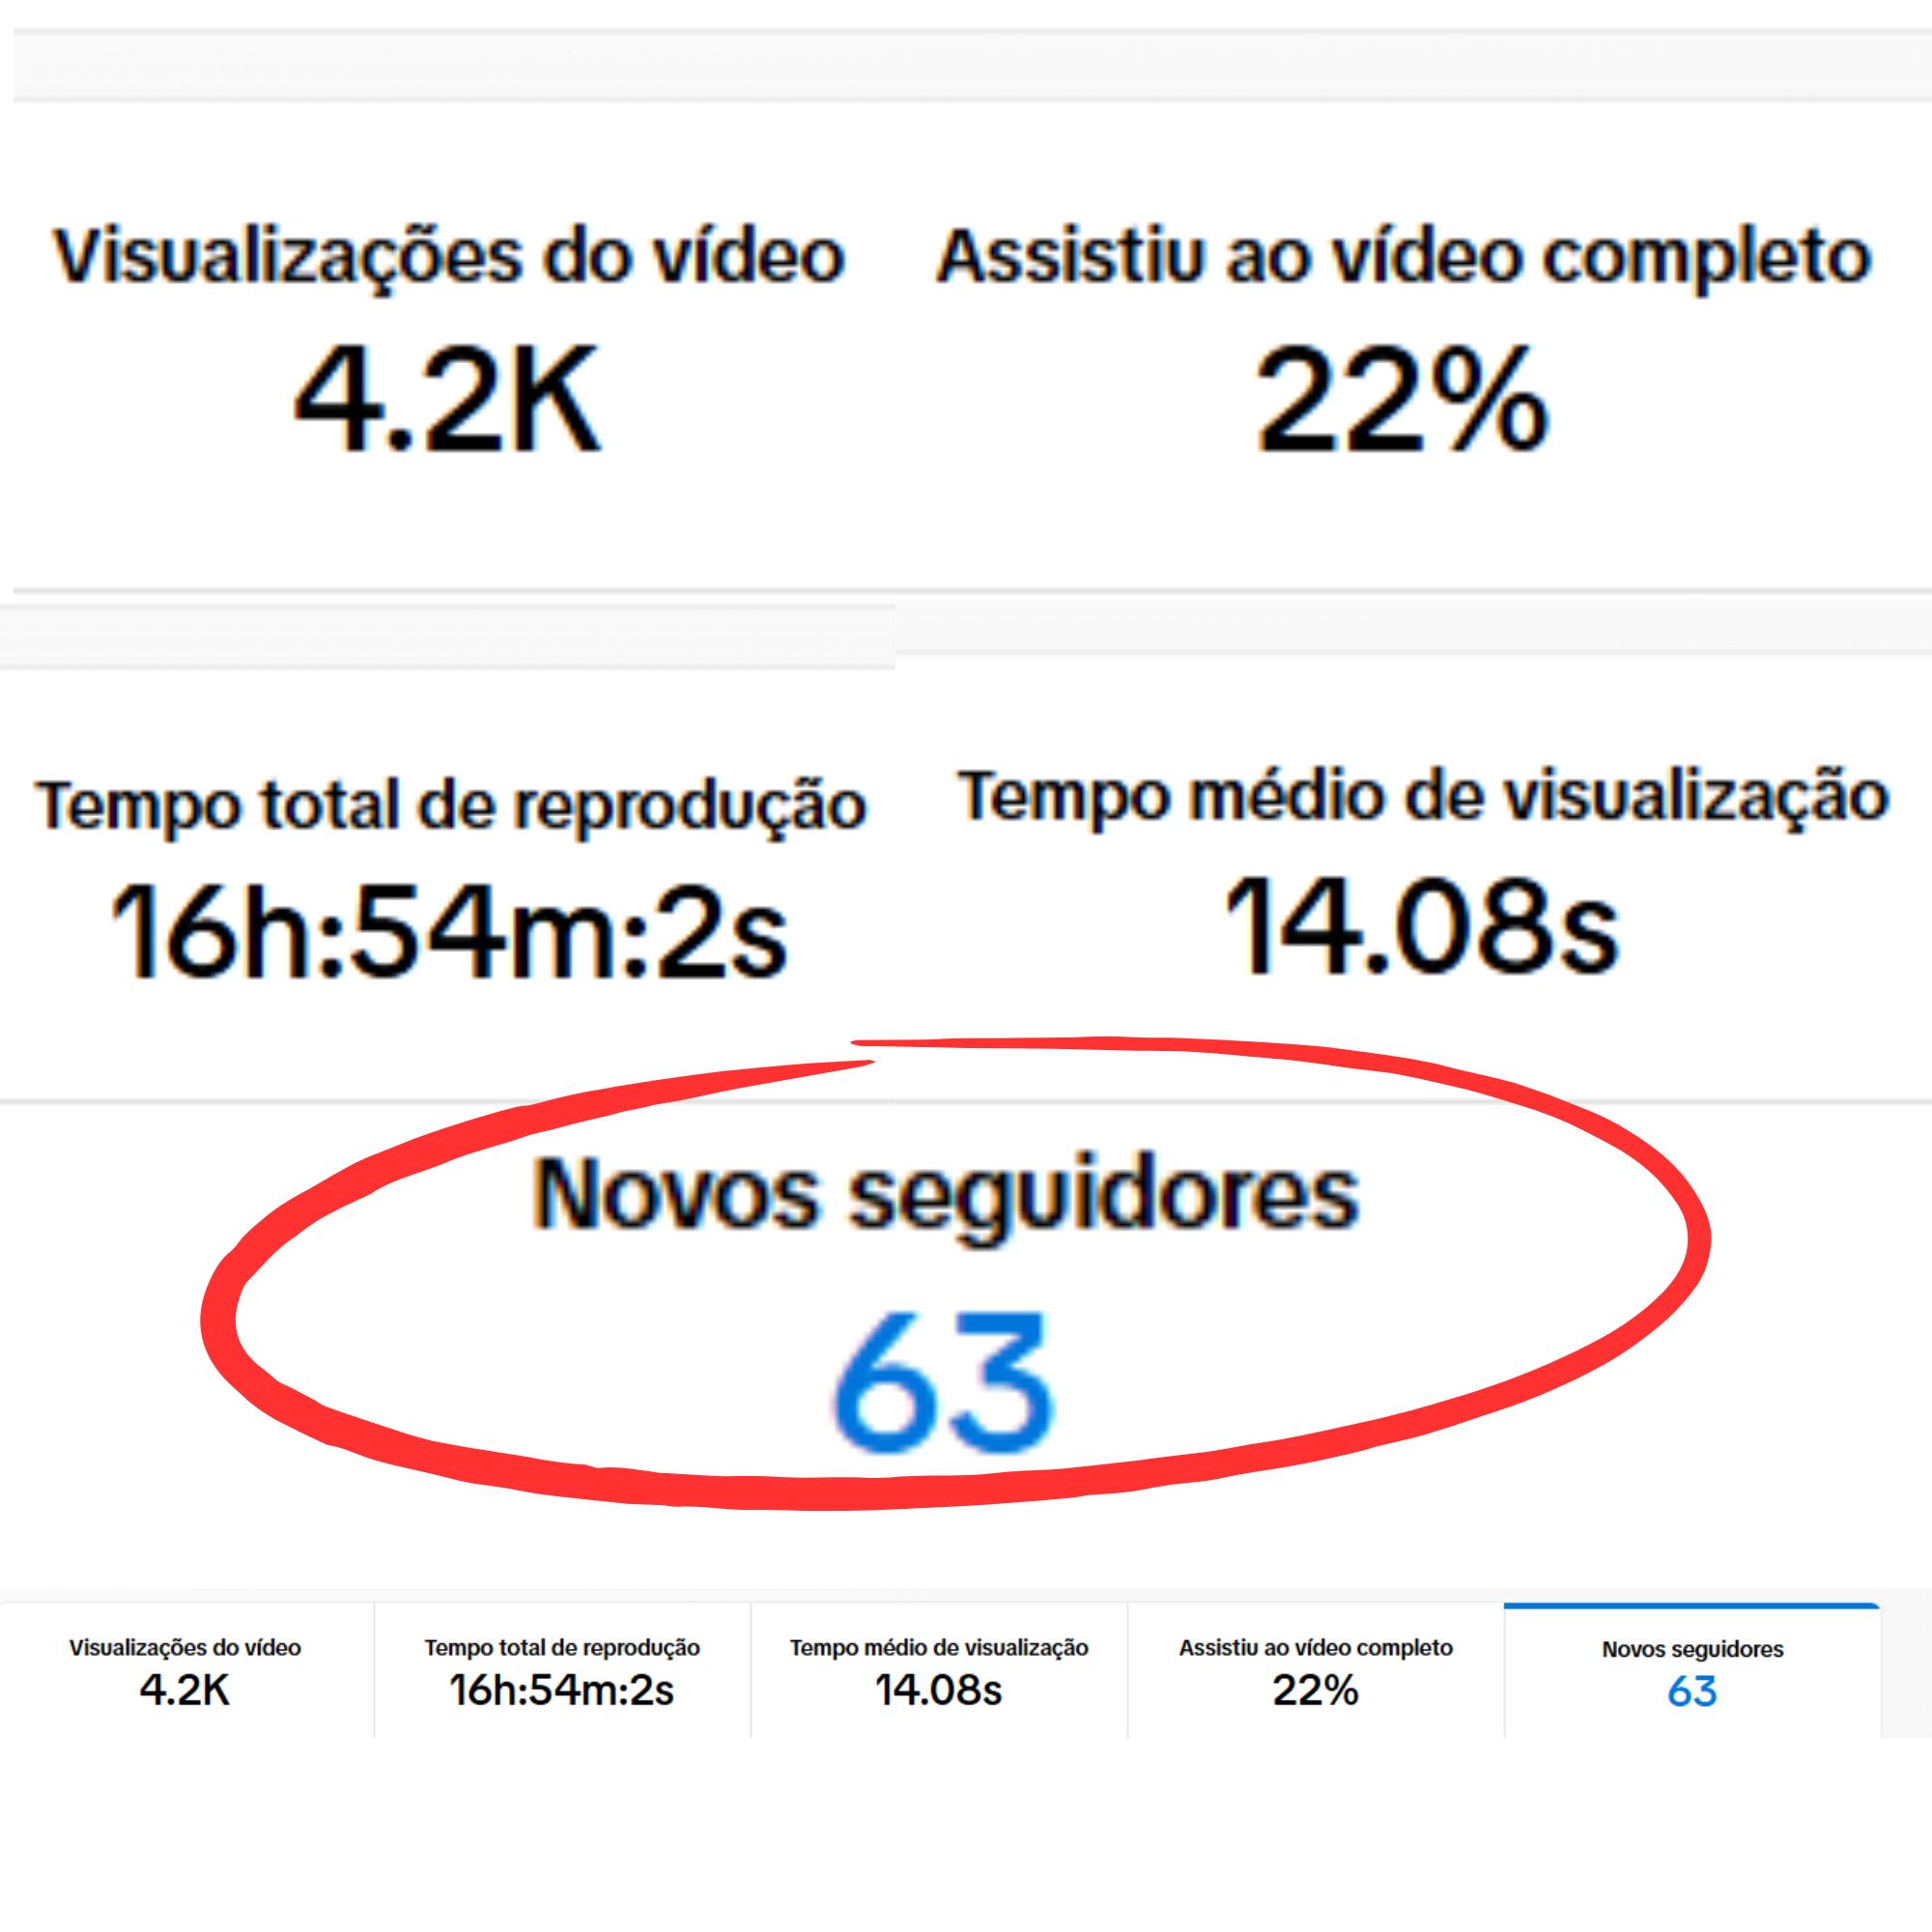 Visualizações do vídeo
4.2K
Assistiu ao vídeo completo
22%
Tempo total de reprodução
16h:54m:2s
Tempo médio de visualização
14.08s
Novos seguidores
63
Visualizações do vídeo
4.2K
Tempo total de reprodução
16h:54m:2s
Tempo médio de visualização
14.08s
Assistiu ao vídeo completo
22%
Novos seguidores
63